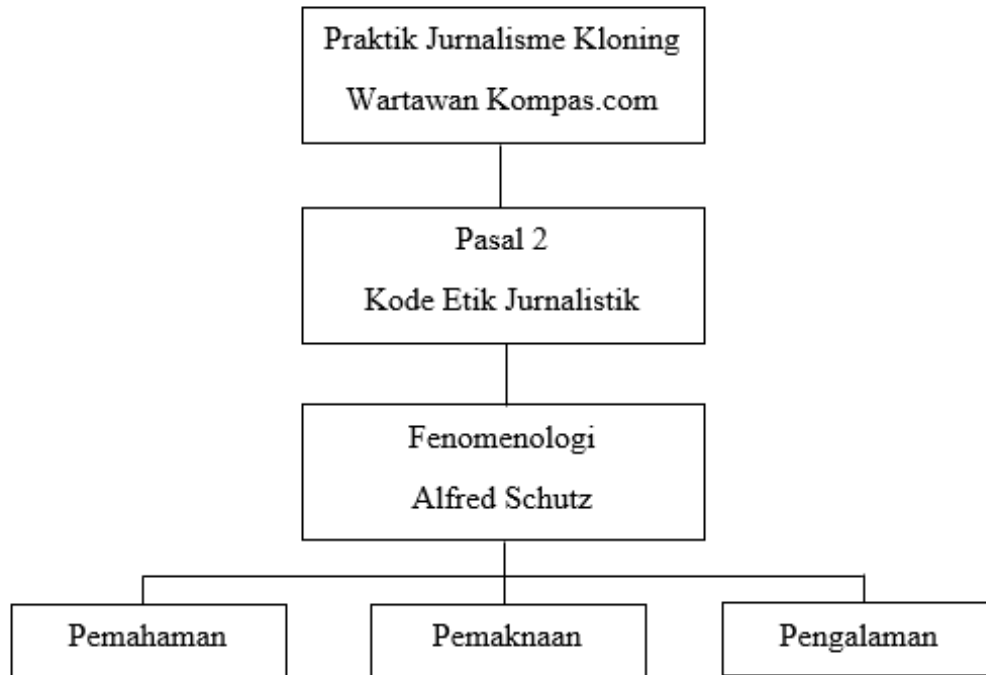 Praktik Jurnalisme Kloning
Wartawan Kompas.com
Pasal 2
Kode Etik Jurnalistik
Fenomenologi
Alfred Schutz
Pemahaman
Pemaknaan
Pengalaman